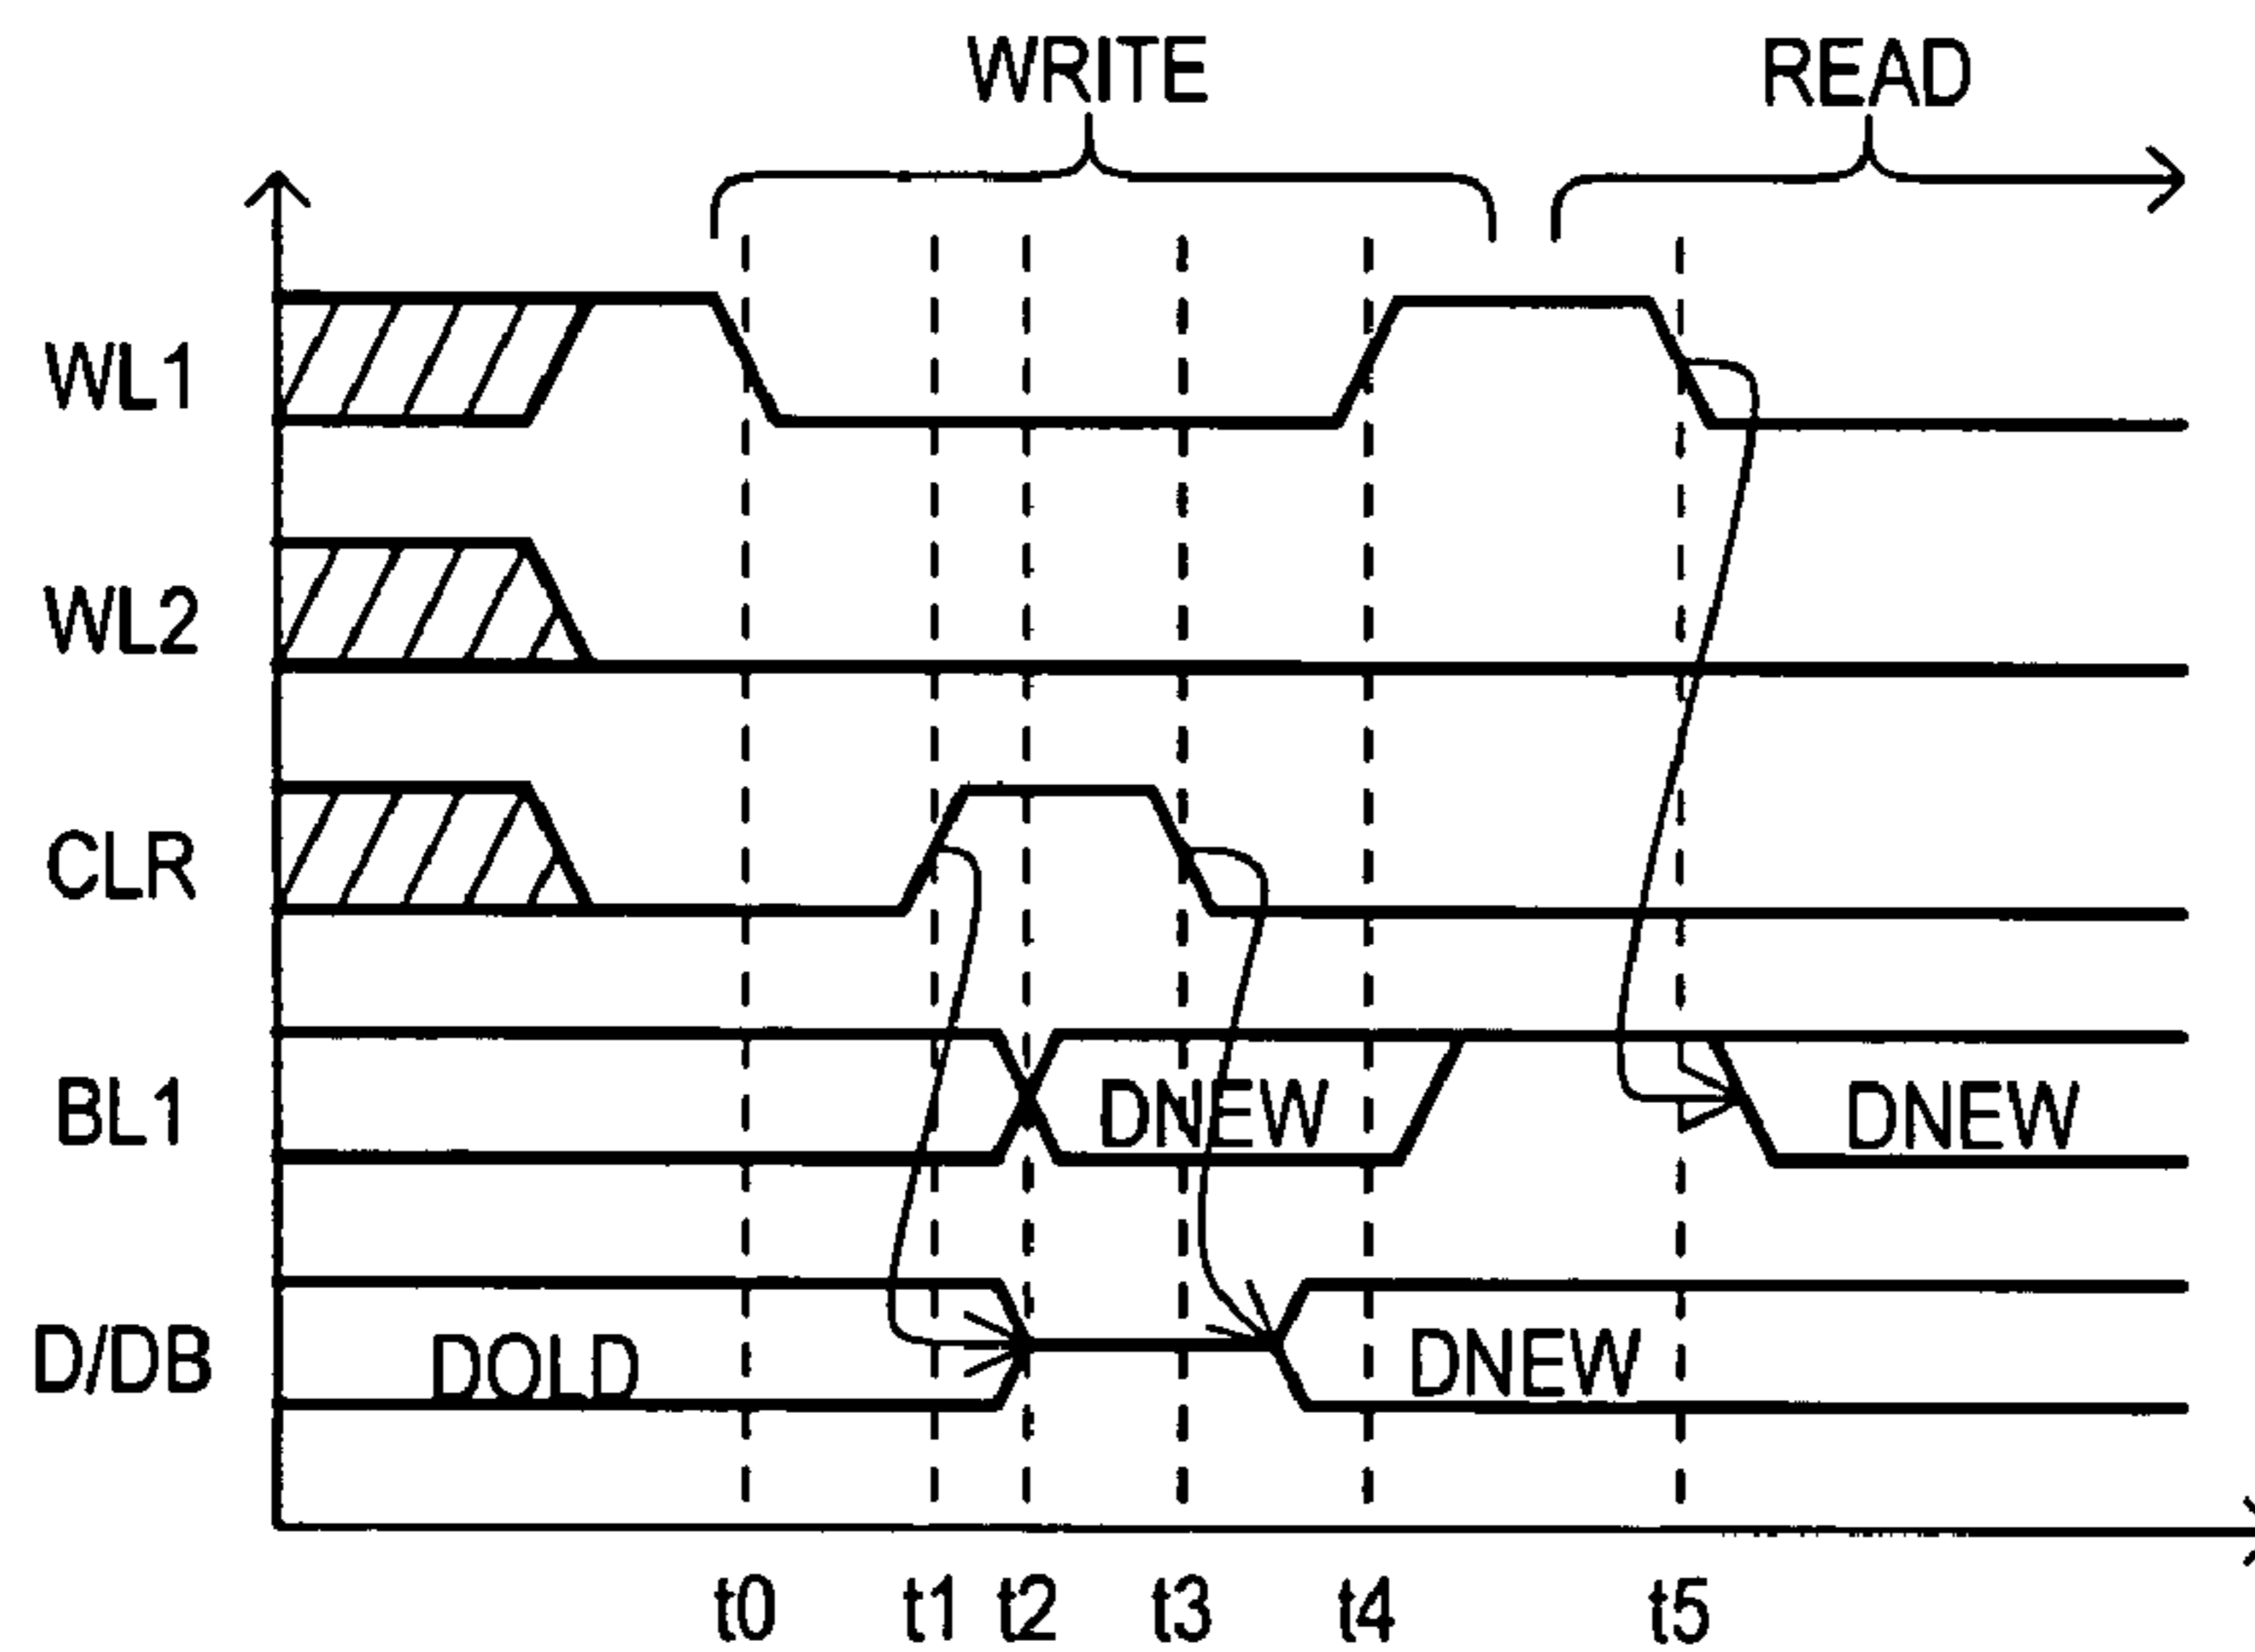 WRITE READ
WL1
WL2
CLR
BL1 DNEW DNEW
D/DB DOLD DNEW
t0 t1 t2 t3 t4 t5